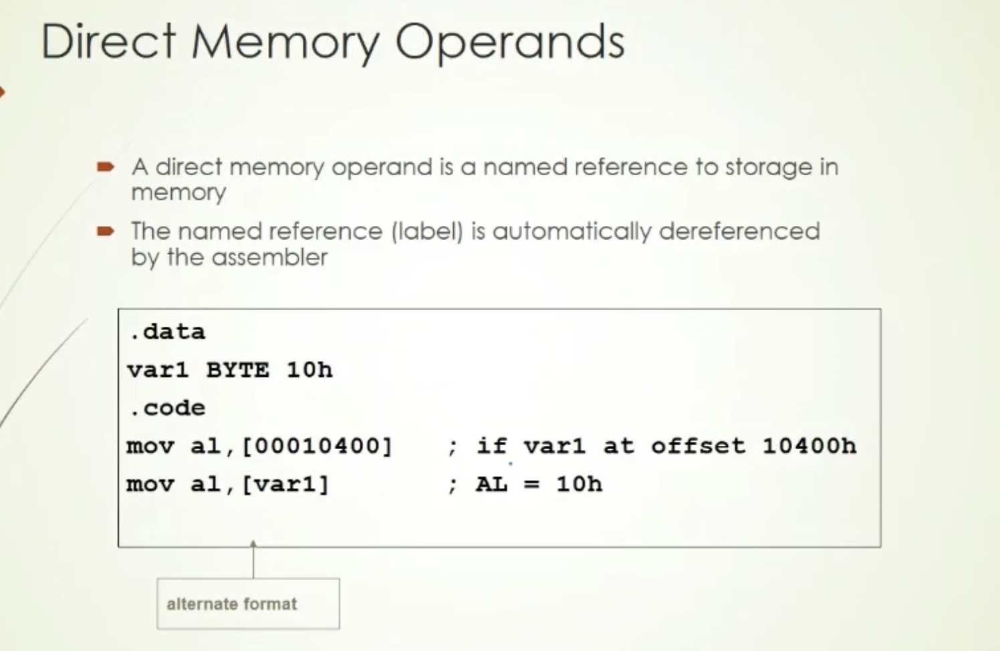 Direct Memory Operands
A direct memory operand is a named reference to storage in
memory
The named reference (label) is automatically dereferenced
by the assembler
.data
var1 BYTE 10h
.code
mov al,[00010400] ; if var1 at offset 10400h
mov al,[var1] ; AL = 10h
alternate format